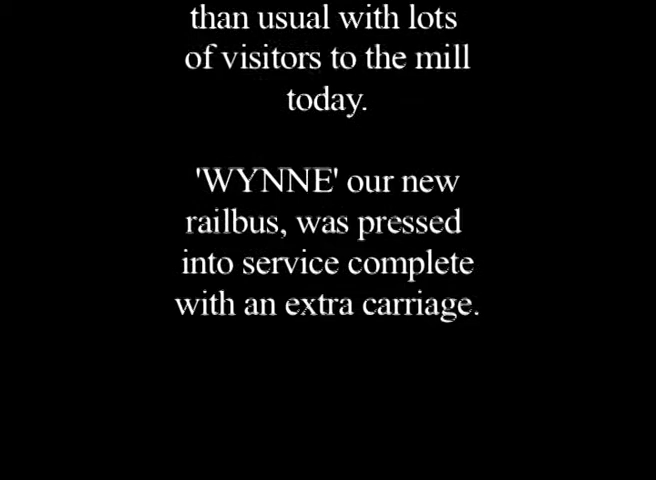 than usual with lots
of visitors to the mill
today.
'WYNNE' our new
railbus, was pressed
into service complete
with an extra carriage.